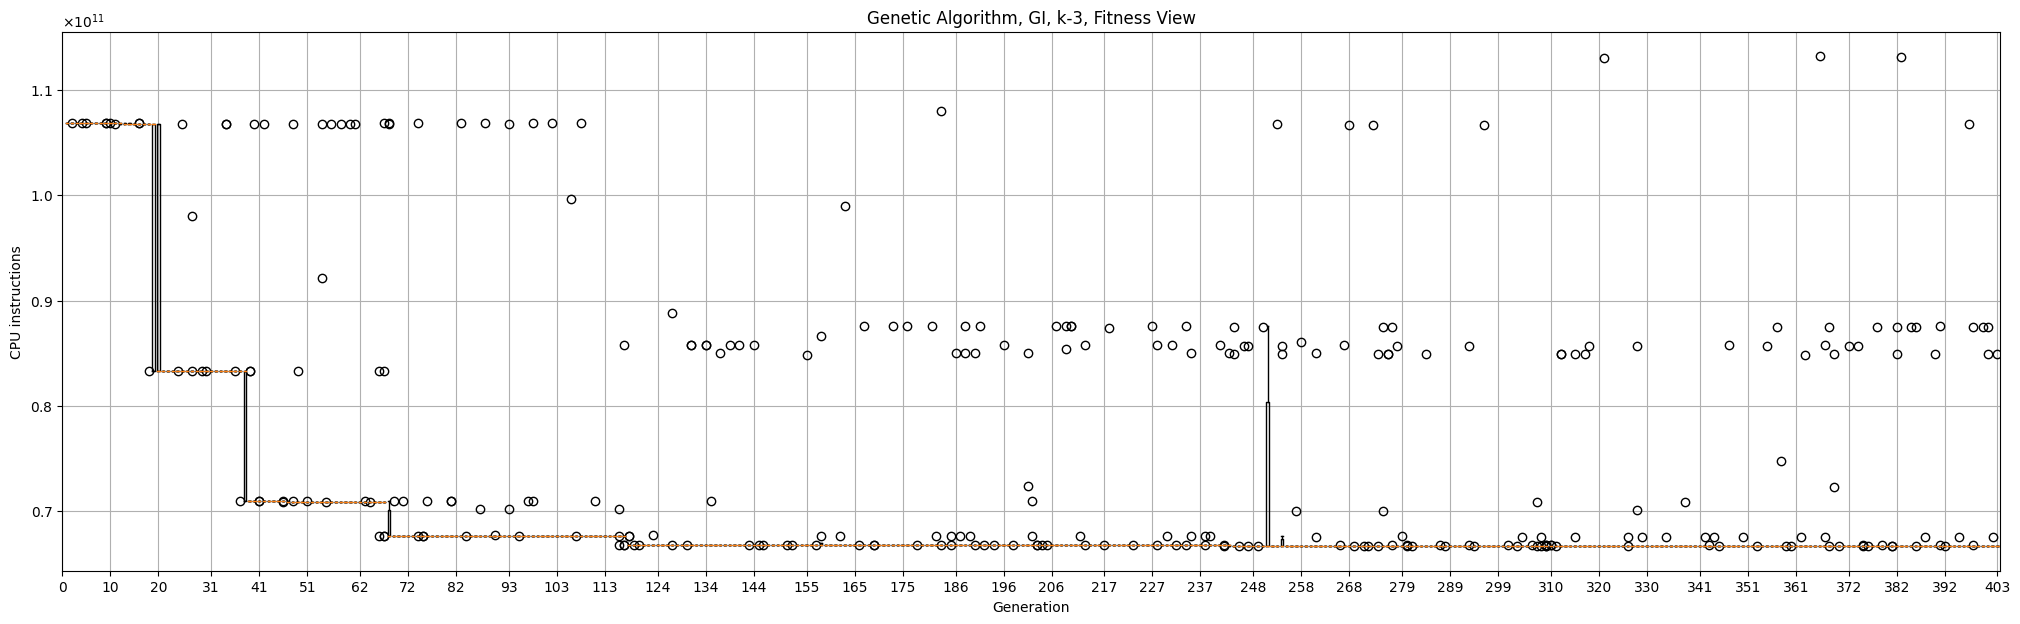 Genetic Algorithm, GI, k-3, Fitness View
×10¹¹
1.1
1.0
0.9
0.8
0.7
CPU instructions
0 10 20 31 41 51 62 72 82 93 103 113 124 134 144 155 165 175 186 196 206 217 227 237 248 258 268 279 289 299 310 320 330 341 351 361 372 382 392 403
Generation